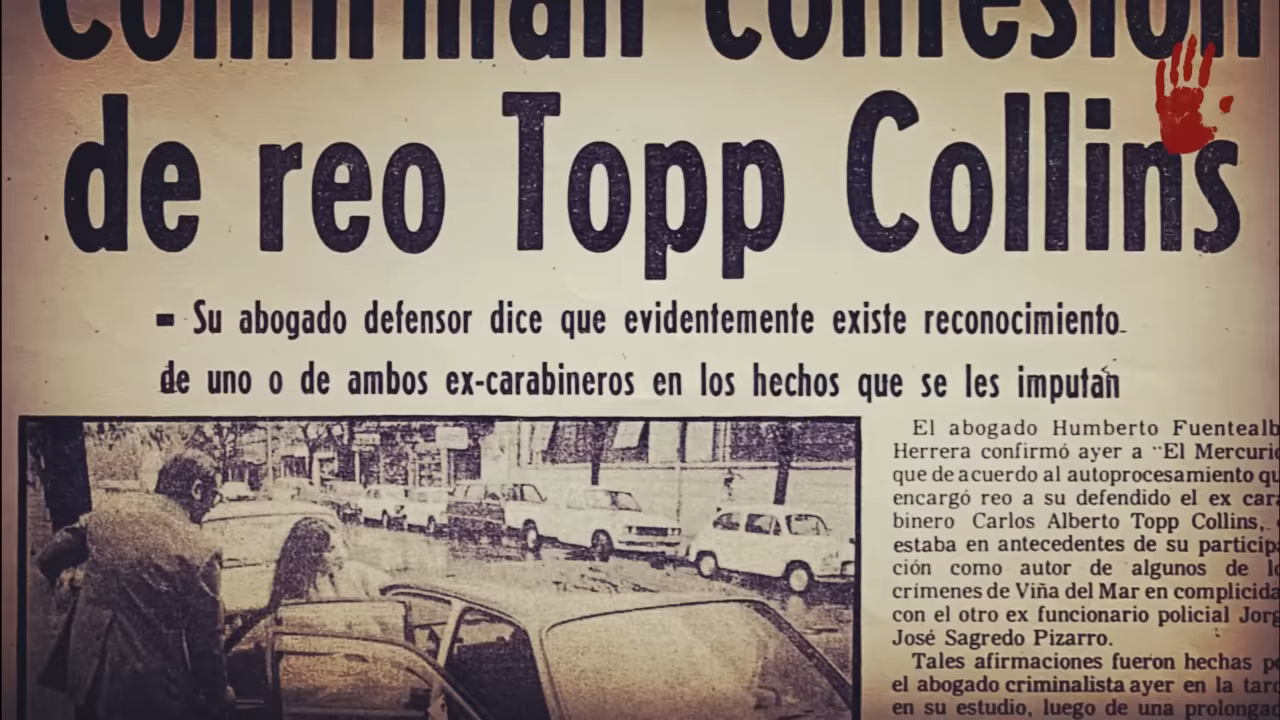 Confirman confesión
de reo Topp Collins
- Su abogado defensor dice que evidentemente existe reconocimiento
de uno o de ambos ex-carabineros en los hechos que se les imputan
El abogado Humberto Fuentealb
Herrera confirmó ayer a "El Mercurio
que de acuerdo al autoprocesamiento qu
encargó reo a su defendido el ex cara
binero Carlos Alberto Topp Collins,
estaba en antecedentes de su participa
ción como autor de algunos de lo
crímenes de Viña del Mar en complicida
con el otro ex funcionario policial Jorg
José Sagredo Pizarro.
Tales afirmaciones fueron hechas po
el abogado criminalista ayer en la tard
en su estudio, luego de una prolongad